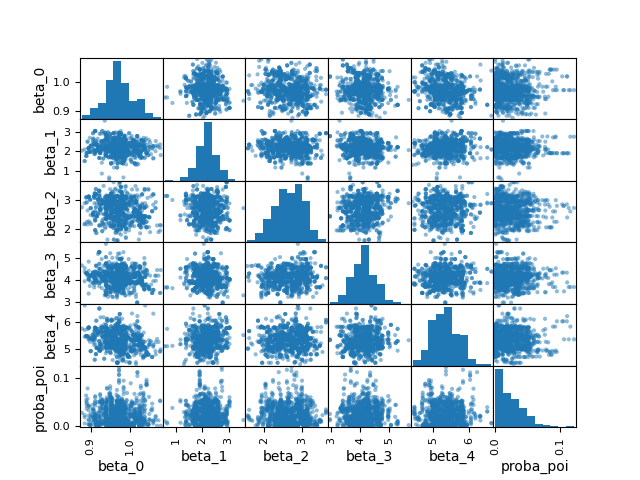 beta_0
1.0
0.9
beta_1
3
2
1
beta_2
3
2
beta_3
5
4
3
beta_4
6
5
proba_poi
0.1
0.0
0.9 1.0 1 2 3 2 3 3 4 5 5 6 0.0 0.1
beta_0 beta_1 beta_2 beta_3 beta_4 proba_poi